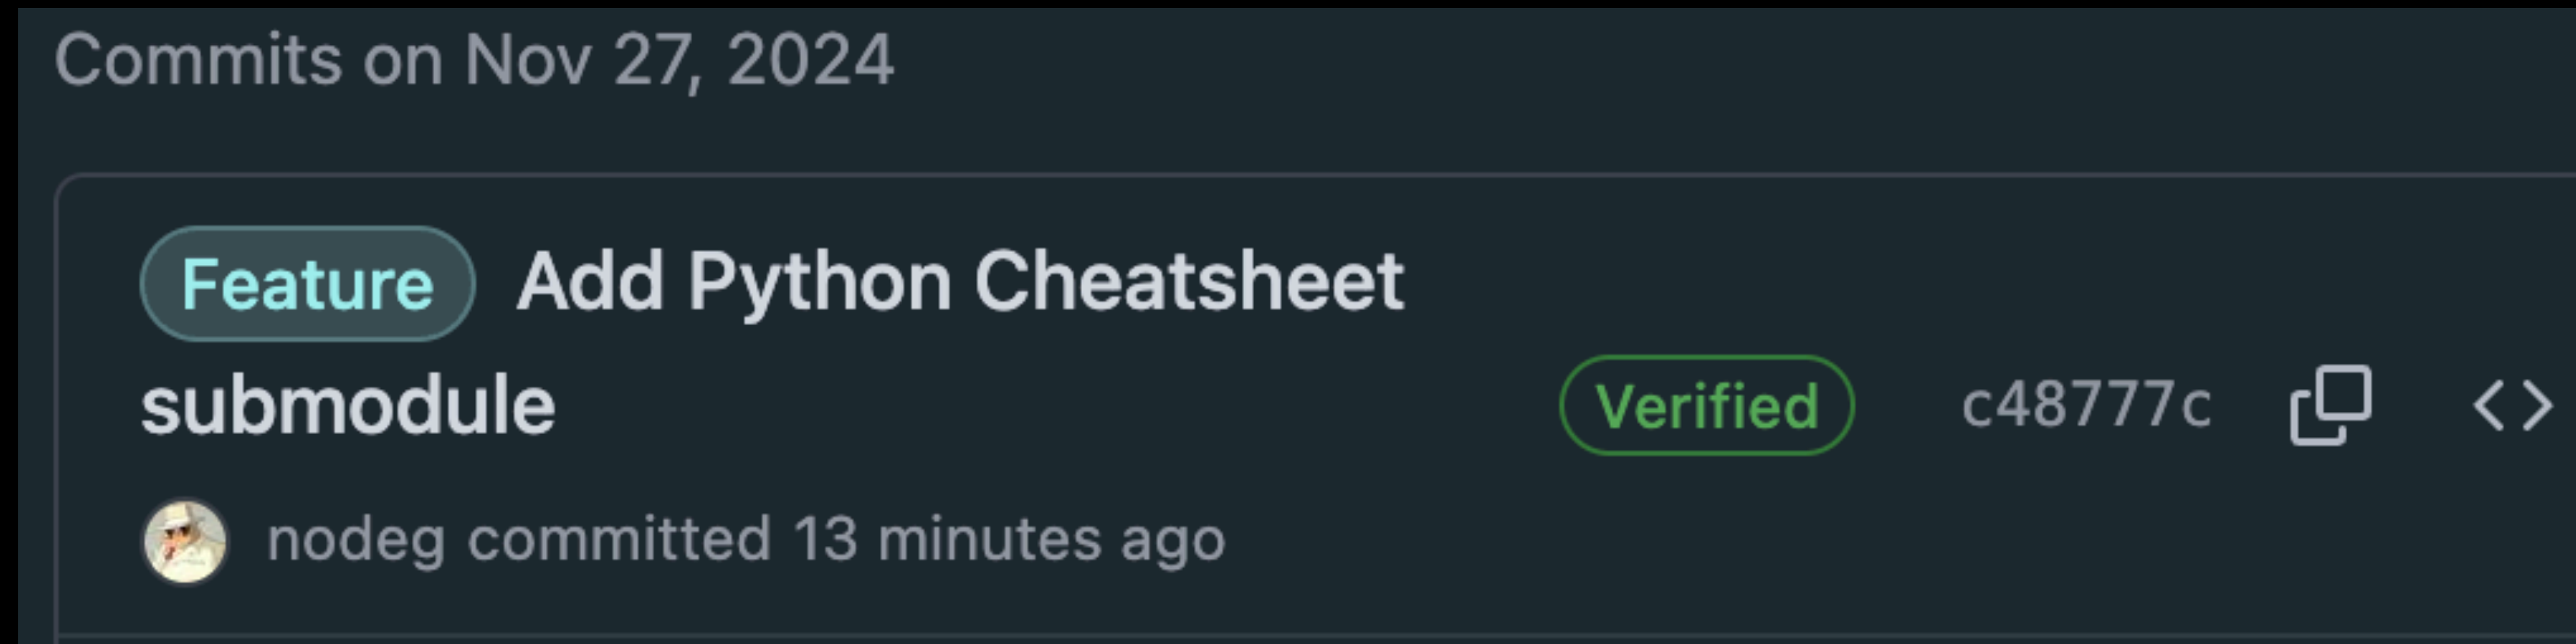 Commits on Nov 27, 2024
Feature Add Python Cheatsheet
submodule
Verified c48777c
nodeg committed 13 minutes ago